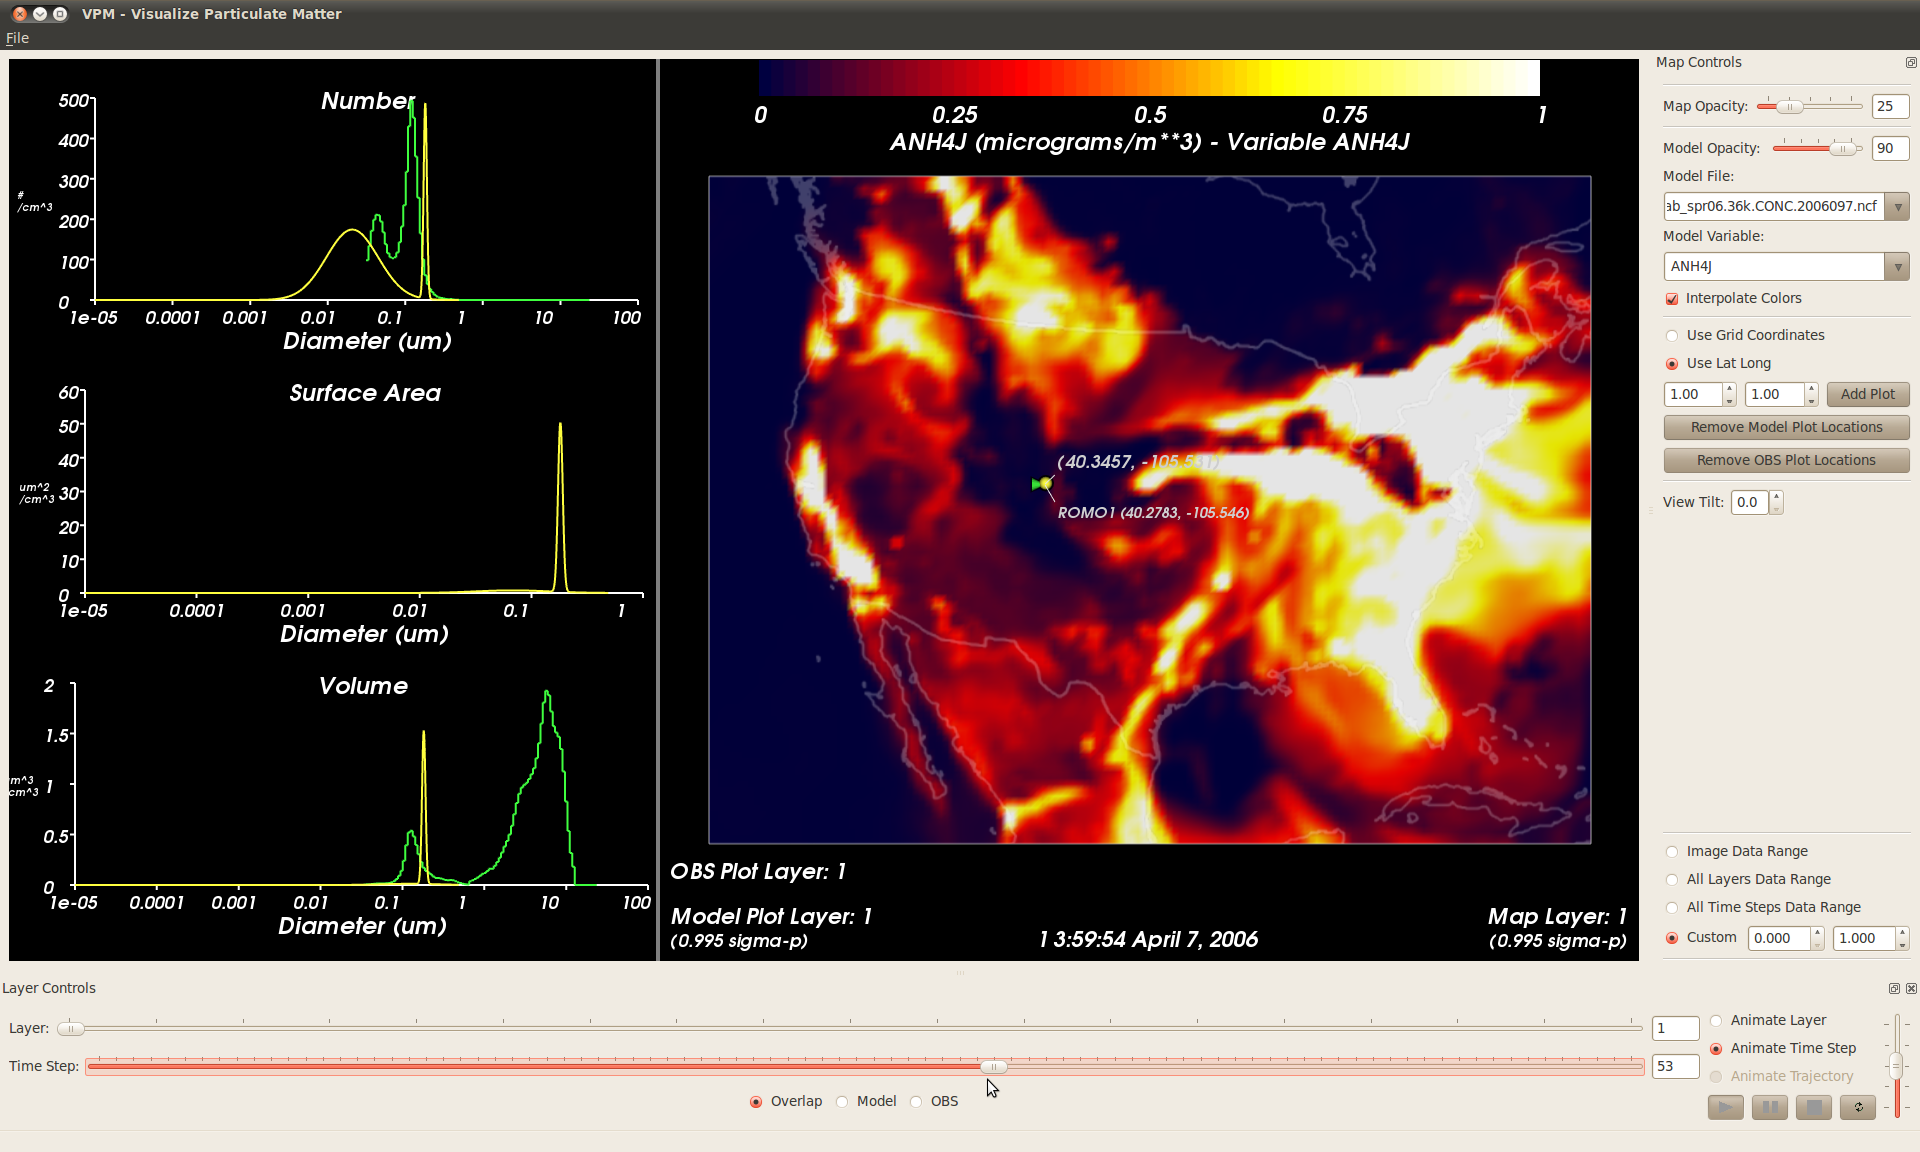 VPM - Visualize Particulate Matter
File
Number
500
400
300
200
100
0
#
/cm^3
1e-05 0.0001 0.001 0.01 0.1 1 10 100
Diameter (um)
Surface Area
60
50
40
30
20
10
0
um^2
/cm^3
1e-05 0.0001 0.001 0.01 0.1 1
Diameter (um)
Volume
2
1.5
1
0.5
0
m^3
cm^3
1e-05 0.0001 0.001 0.01 0.1 1 10 100
Diameter (um)
0 0.25 0.5 0.75 1
ANH4J (micrograms/m**3) - Variable ANH4J
(40.3457, -105.531)
ROMO1 (40.2783, -105.546)
OBS Plot Layer: 1
Model Plot Layer: 1
(0.995 sigma-p)
13:59:54 April 7, 2006
Map Layer: 1
(0.995 sigma-p)
Map Controls
Map Opacity: 25
Model Opacity: 90
Model File:
ab_spr06.36k.CONC.2006097.ncf
Model Variable:
ANH4J
Interpolate Colors
Use Grid Coordinates
Use Lat Long
1.00 1.00 Add Plot
Remove Model Plot Locations
Remove OBS Plot Locations
View Tilt: 0.0
Image Data Range
All Layers Data Range
All Time Steps Data Range
Custom 0.000 1.000
Layer Controls
Layer: 1
Time Step: 53
Animate Layer
Animate Time Step
Animate Trajectory
Overlap Model OBS